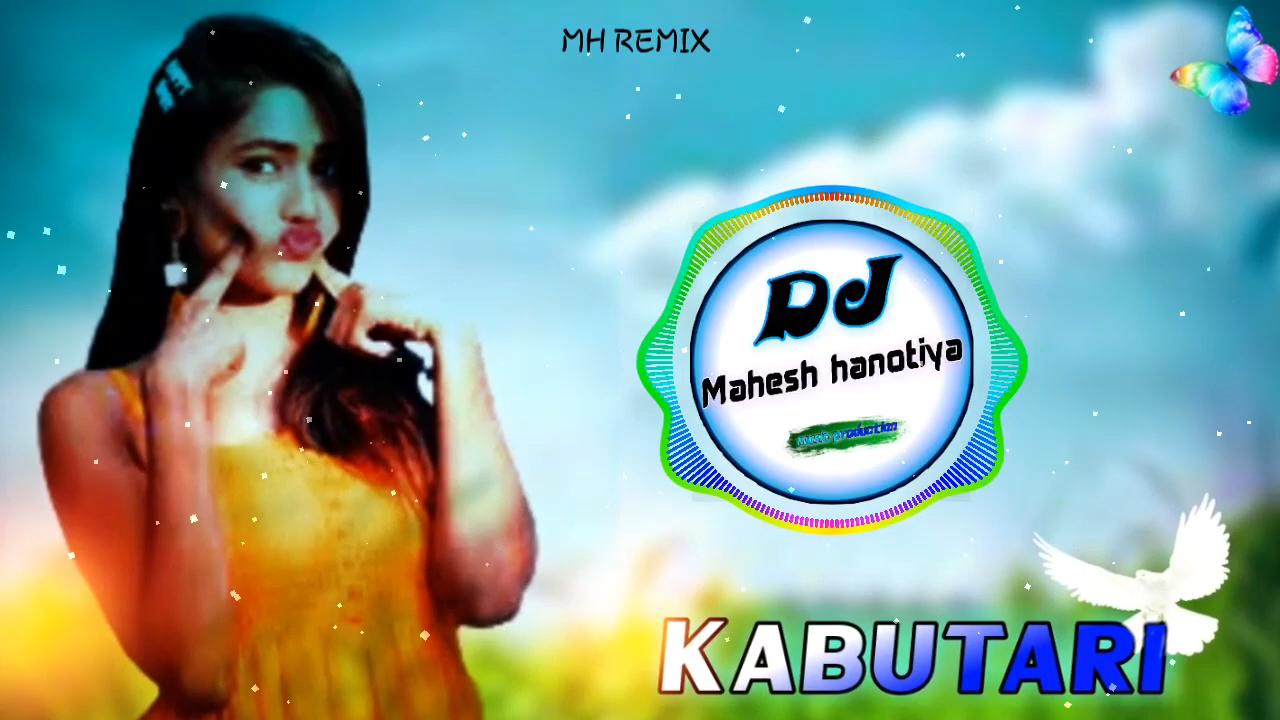 MH REMIX
DJ
Mahesh hanotiya
music production
KABUTARI